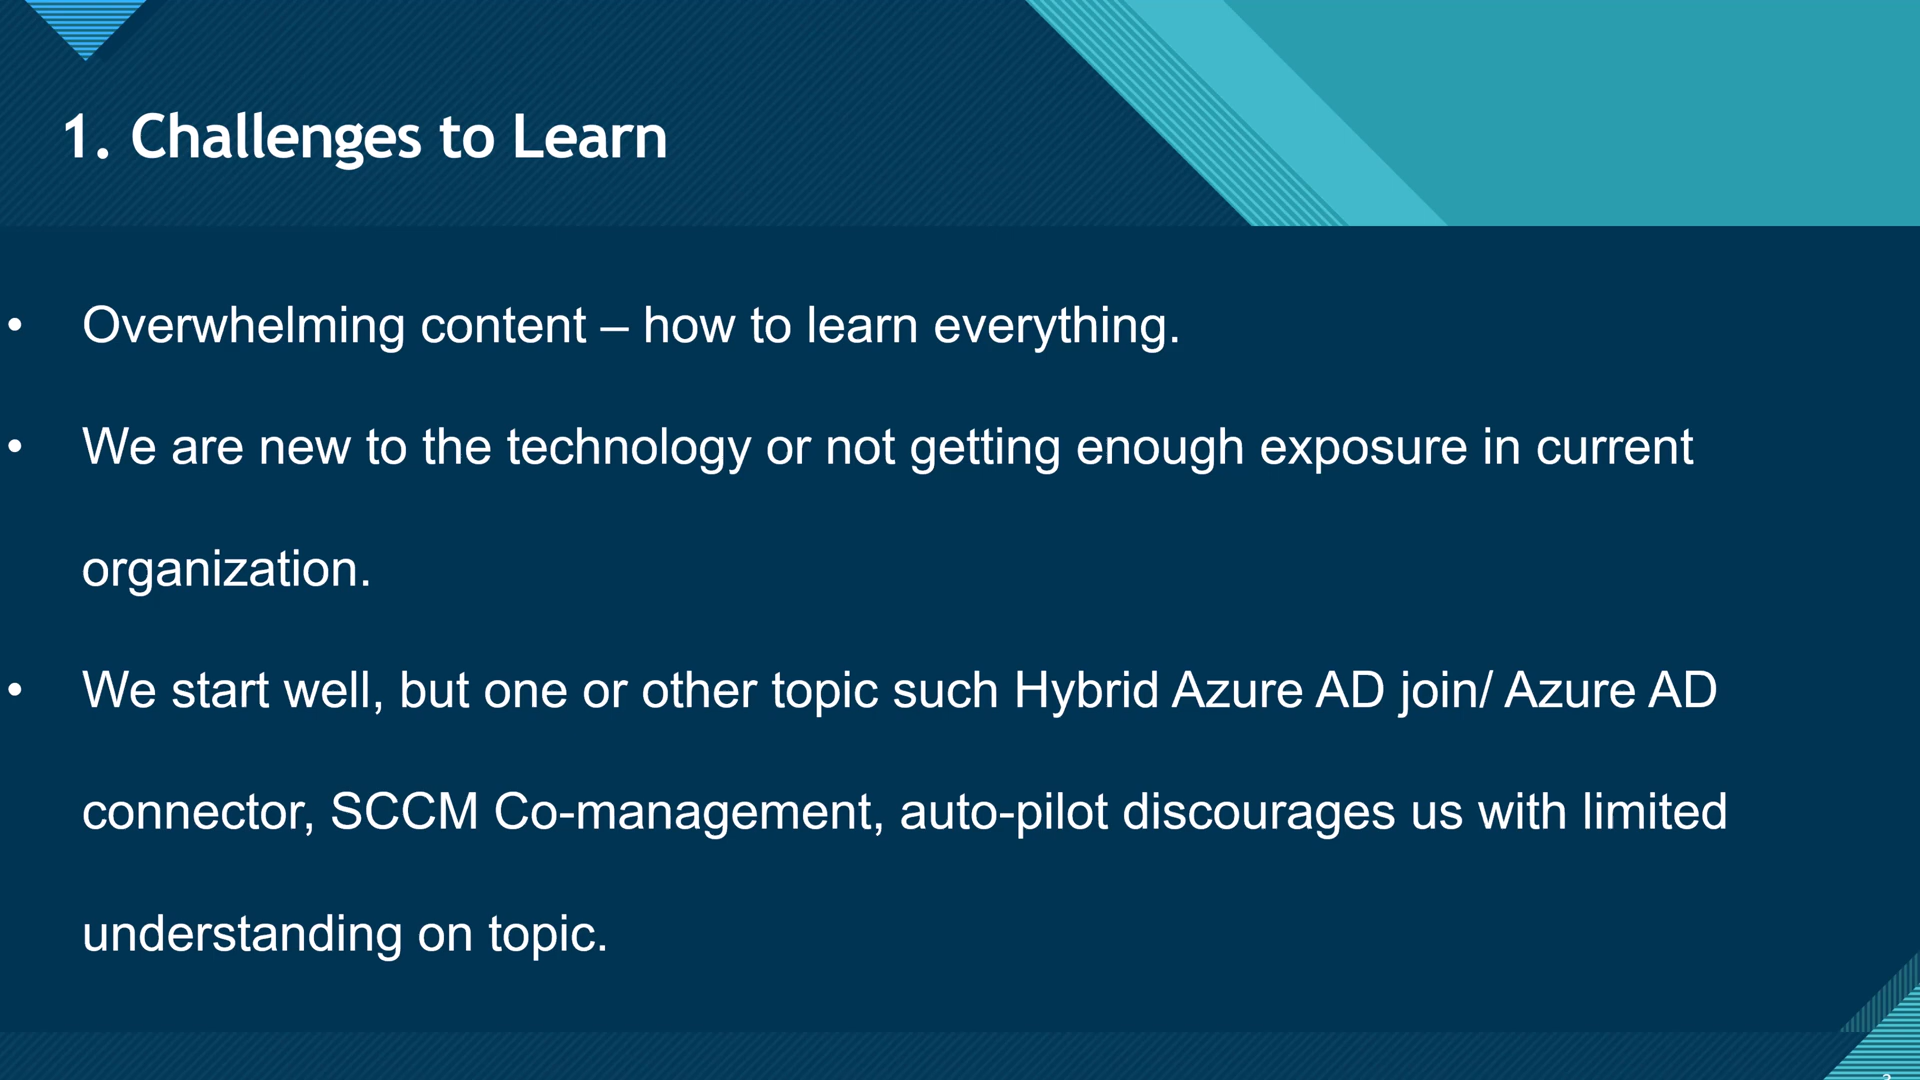 1. Challenges to Learn
• Overwhelming content – how to learn everything.
• We are new to the technology or not getting enough exposure in current
organization.
• We start well, but one or other topic such Hybrid Azure AD join/ Azure AD
connector, SCCM Co-management, auto-pilot discourages us with limited
understanding on topic.